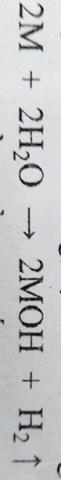 2M + 2H₂O → 2MOH + H₂ ↑